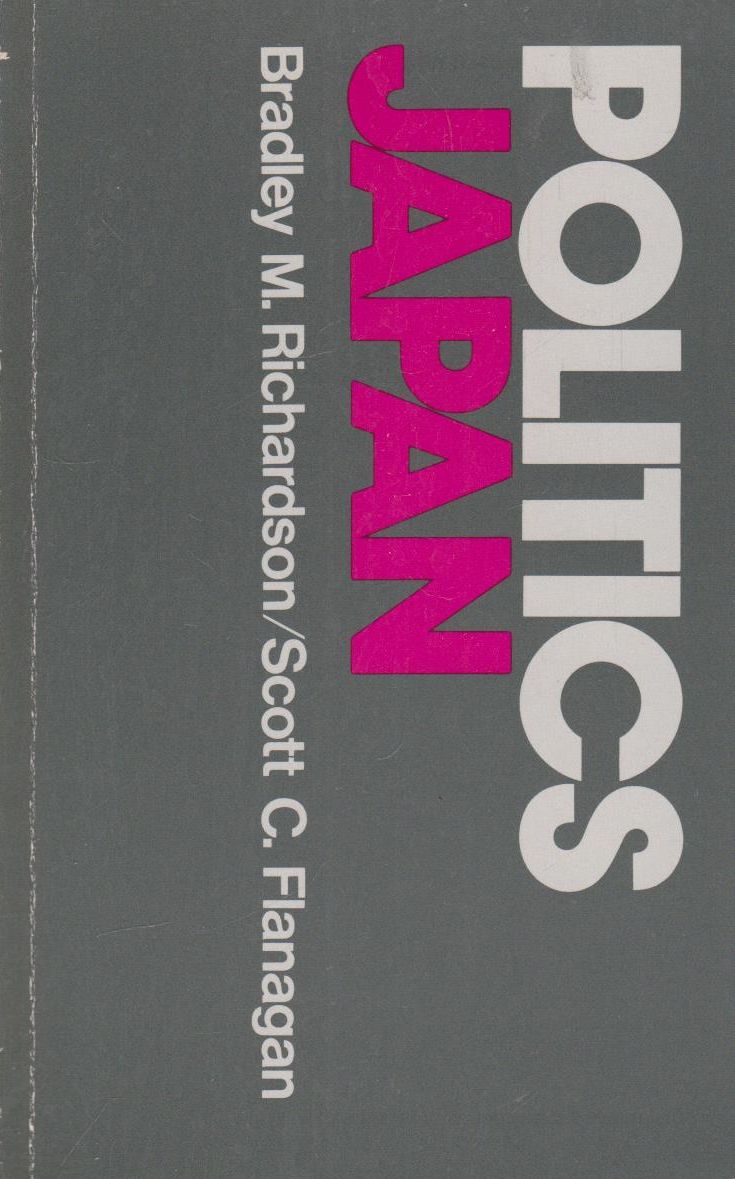 POLITICS
JAPAN
Bradley M. Richardson/Scott C. Flanagan